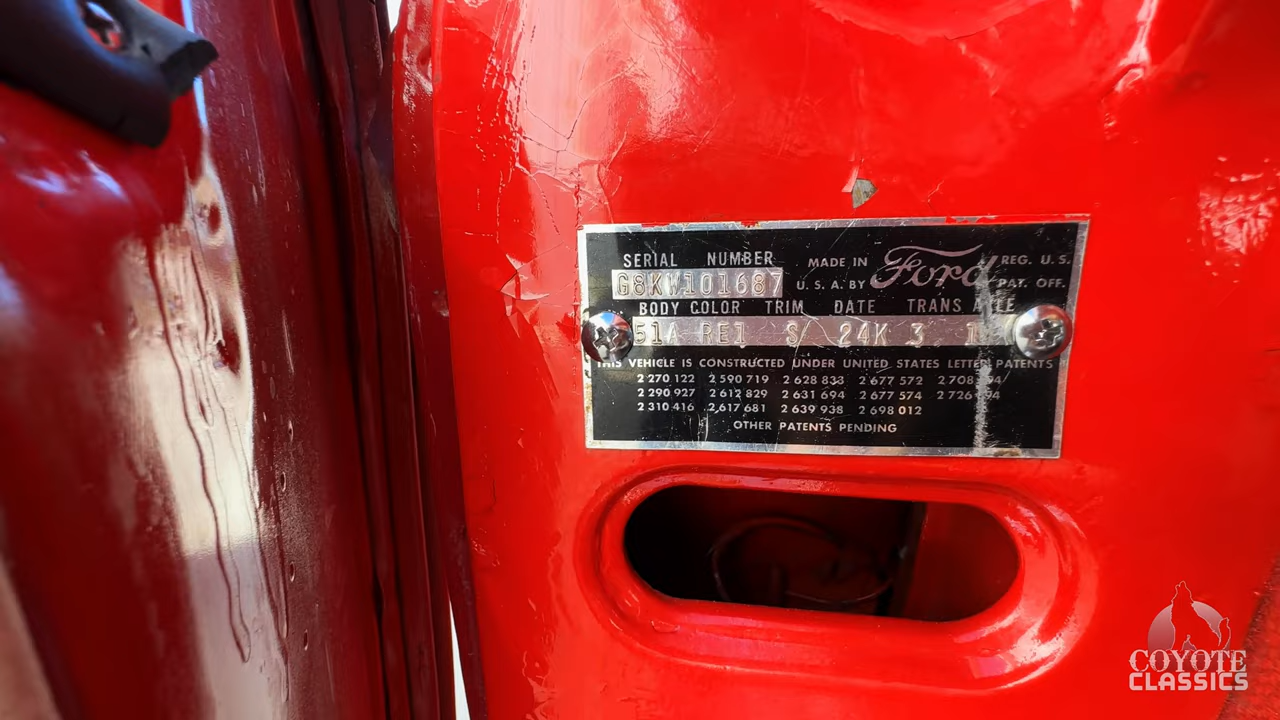 SERIAL NUMBER MADE IN Ford REG. U. S.
G8KW101687 U. S. A. BY PAT. OFF.
BODY COLOR TRIM DATE TRANS AXLE
51A RE1 S 24K 3 1
THIS VEHICLE IS CONSTRUCTED UNDER UNITED STATES LETTERS PATENTS
2 270 122 2 590 719 2 628 833 2 677 572
2 290 927 2 612 829 2 631 694 2 677 574
2 310 416 2 617 681 2 639 938 2 698 012
OTHER PATENTS PENDING
COYOTE
CLASSICS